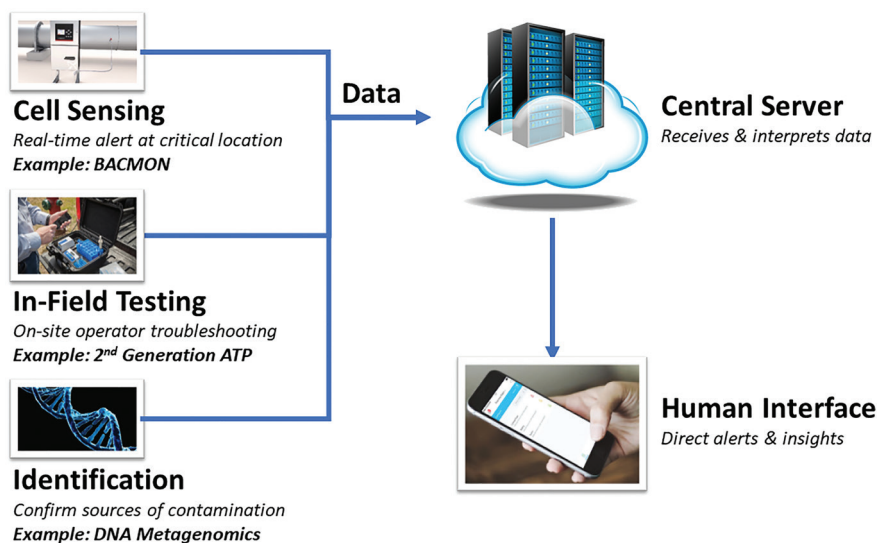 Cell Sensing
Real-time alert at critical location
Example: BACMON
In-Field Testing
On-site operator troubleshooting
Example: 2nd Generation ATP
Identification
Confirm sources of contamination
Example: DNA Metagenomics
Data
Central Server
Receives & interprets data
Human Interface
Direct alerts & insights